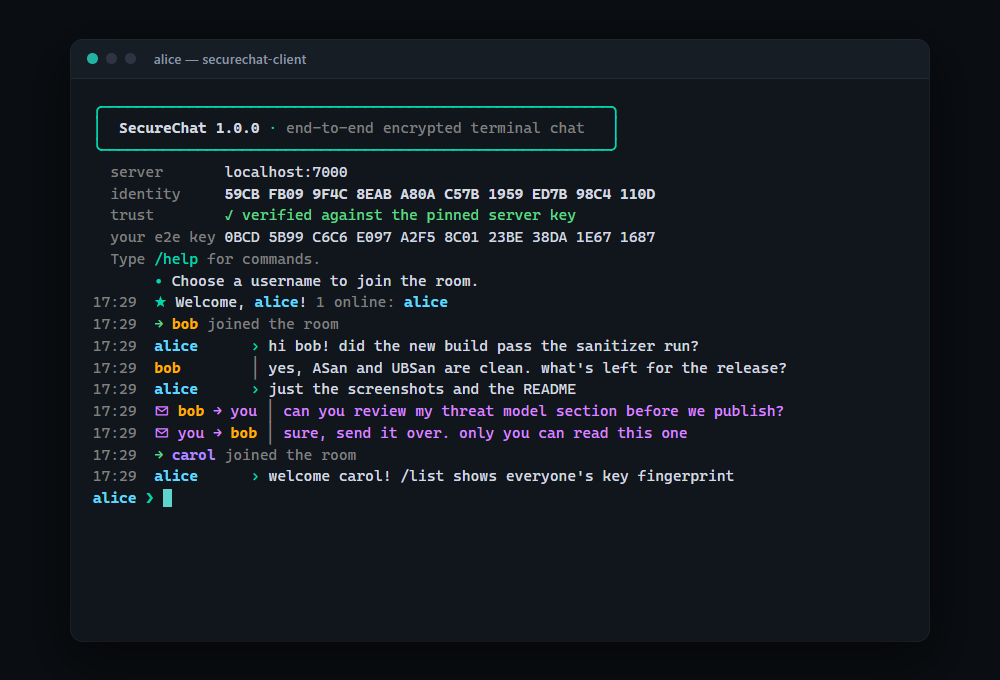 alice — securechat-client
SecureChat 1.0.0 · end-to-end encrypted terminal chat
server localhost:7000
identity 59CB FB09 9F4C 8EAB A80A C57B 1959 ED7B 98C4 110D
trust ✓ verified against the pinned server key
your e2e key 0BCD 5B99 C6C6 E097 A2F5 8C01 23BE 38DA 1E67 1687
Type /help for commands.
• Choose a username to join the room.
17:29 ★ Welcome, alice! 1 online: alice
17:29 → bob joined the room
17:29 alice › hi bob! did the new build pass the sanitizer run?
17:29 bob │ yes, ASan and UBSan are clean. what's left for the release?
17:29 alice › just the screenshots and the README
17:29 ✉ bob → you │ can you review my threat model section before we publish?
17:29 ✉ you → bob │ sure, send it over. only you can read this one
17:29 → carol joined the room
17:29 alice › welcome carol! /list shows everyone's key fingerprint
alice ❯